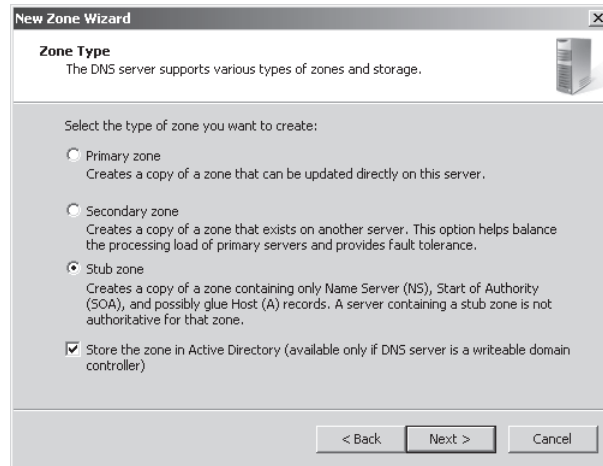 New Zone Wizard
Zone Type
The DNS server supports various types of zones and storage.
Select the type of zone you want to create:
Primary zone
Creates a copy of a zone that can be updated directly on this server.
Secondary zone
Creates a copy of a zone that exists on another server. This option helps balance
the processing load of primary servers and provides fault tolerance.
Stub zone
Creates a copy of a zone containing only Name Server (NS), Start of Authority
(SOA), and possibly glue Host (A) records. A server containing a stub zone is not
authoritative for that zone.
Store the zone in Active Directory (available only if DNS server is a writeable domain
controller)
< Back Next > Cancel